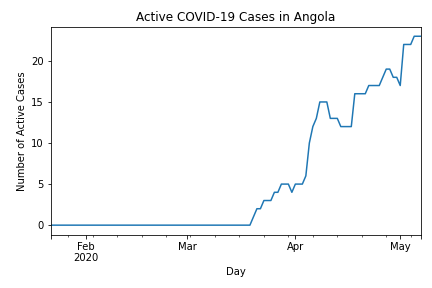 Active COVID-19 Cases in Angola
Number of Active Cases
20
15
10
5
0
Feb
2020
Mar
Apr
May
Day